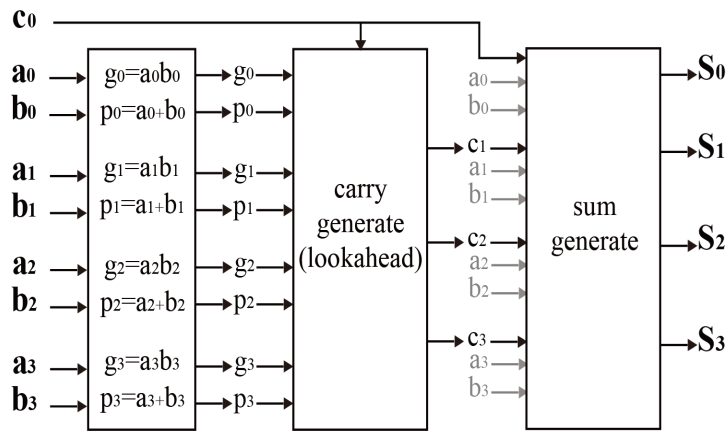 c0
a0 g0=a0b0 g0 a0 S0
b0 p0=a0+b0 p0 b0
c1 S1
a1 g1=a1b1 g1 a1
b1 p1=a1+b1 p1 b1
carry
generate
(lookahead)
sum
generate
c2 S2
a2 g2=a2b2 g2 a2
b2 p2=a2+b2 p2 b2
c3 S3
a3 g3=a3b3 g3 a3
b3 p3=a3+b3 p3 b3